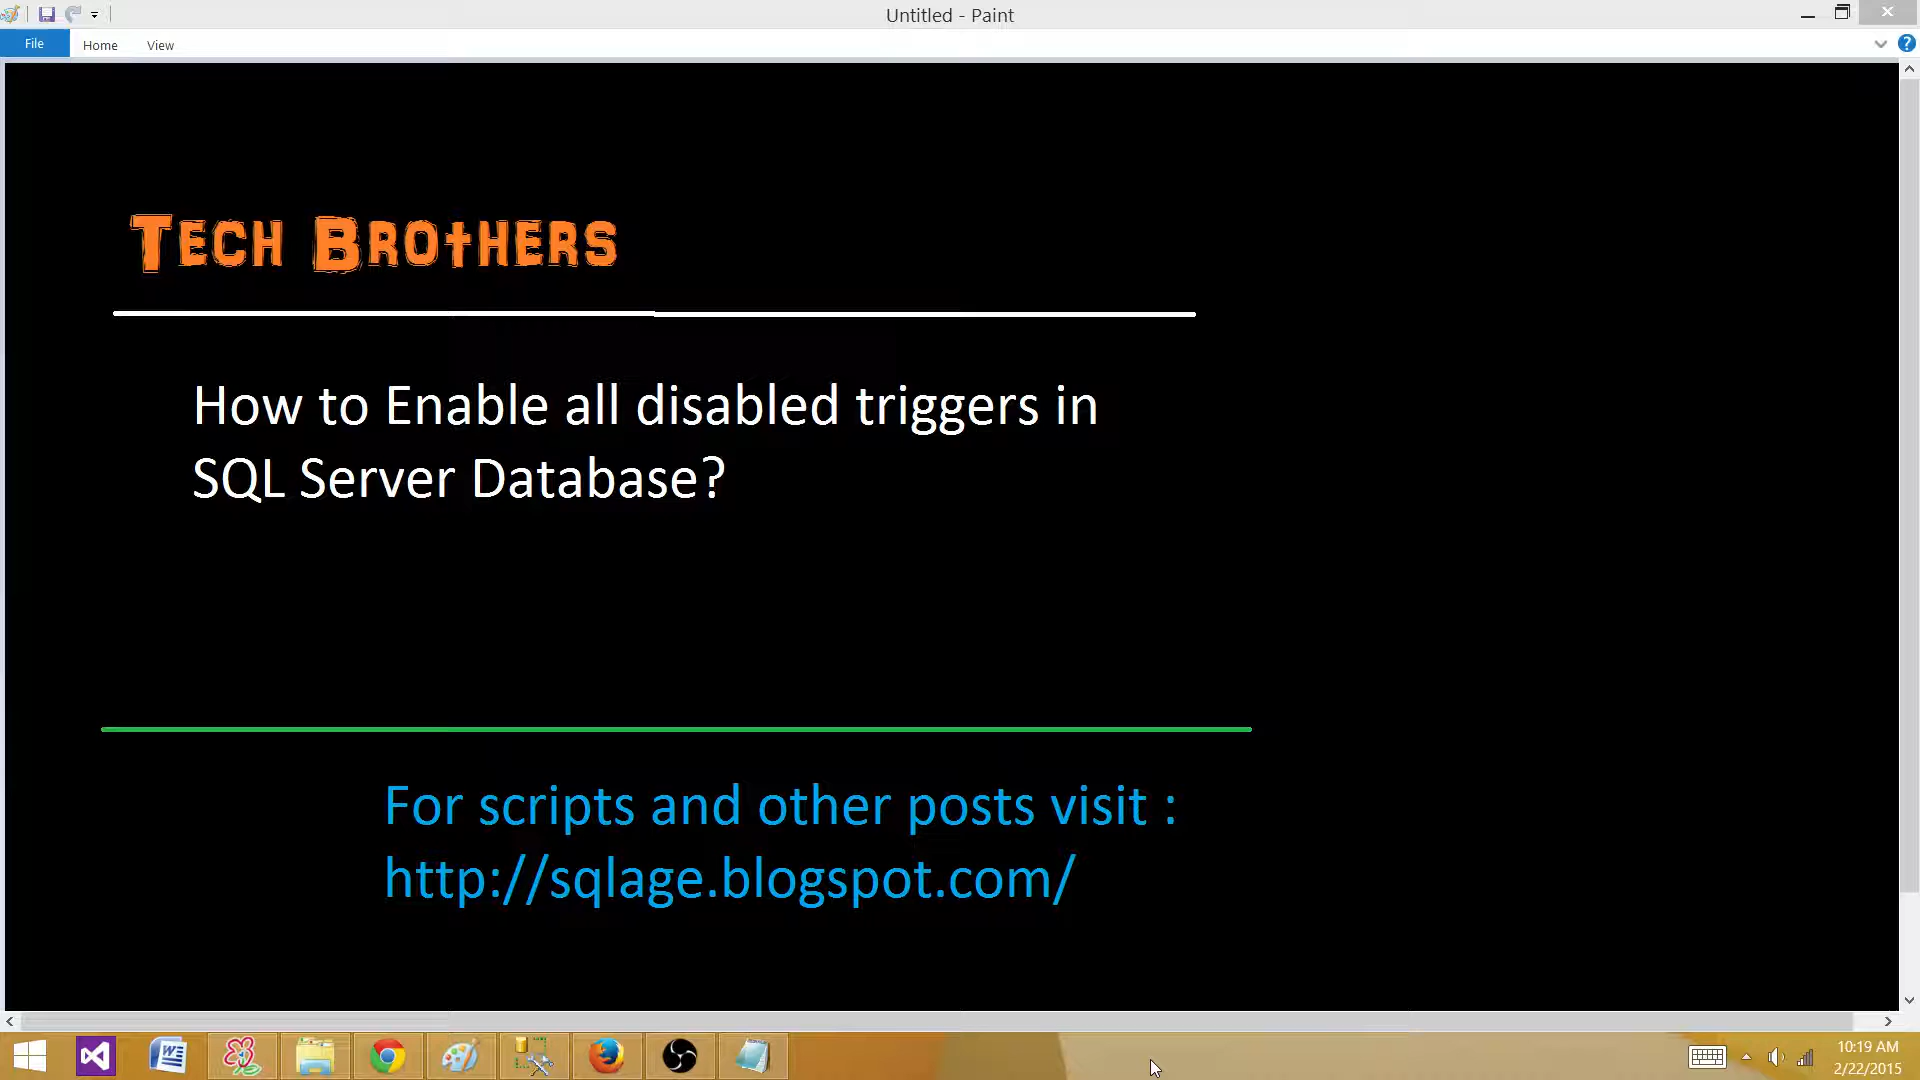 Untitled - Paint
File Home View
Tech Brothers
How to Enable all disabled triggers in
SQL Server Database?
For scripts and other posts visit :
http://sqlage.blogspot.com/
10:19 AM
2/22/2015